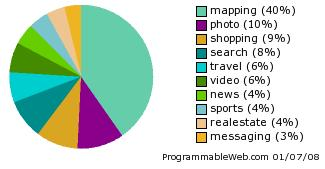 mapping (40%)
photo (10%)
shopping (9%)
search (8%)
travel (6%)
video (6%)
news (4%)
sports (4%)
realestate (4%)
messaging (3%)
ProgrammableWeb.com 01/07/08